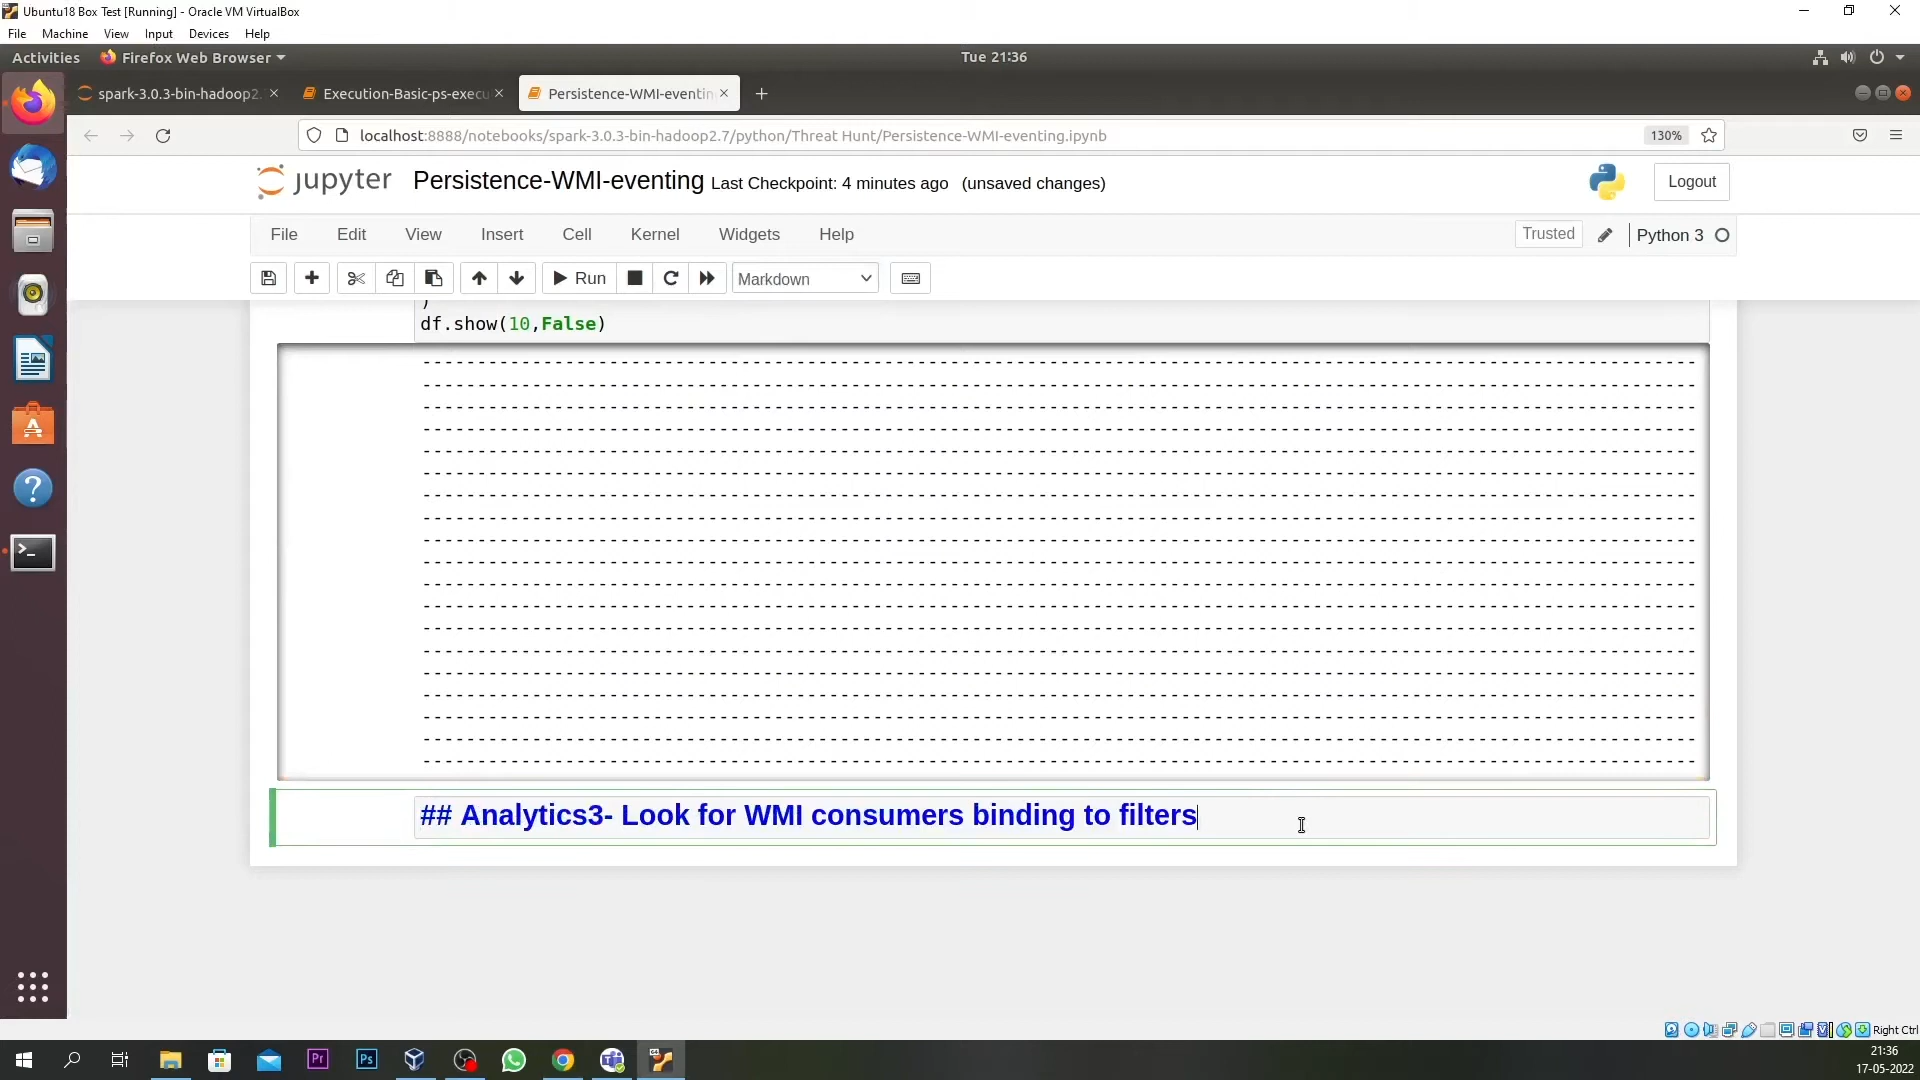 Ubuntu18 Box Test [Running] - Oracle VM VirtualBox
File Machine View Input Devices Help
Activities Firefox Web Browser Tue 21:36
spark-3.0.3-bin-hadoop2. Execution-Basic-ps-execu Persistence-WMI-eventin
localhost:8888/notebooks/spark-3.0.3-bin-hadoop2.7/python/Threat Hunt/Persistence-WMI-eventing.ipynb 130%
jupyter Persistence-WMI-eventing Last Checkpoint: 4 minutes ago (unsaved changes) Logout
File Edit View Insert Cell Kernel Widgets Help Trusted Python 3
Run Markdown
)
df.show(10,False)
## Analytics3- Look for WMI consumers binding to filters
Right Ctrl
Pr Ps
21:36
17-05-2022